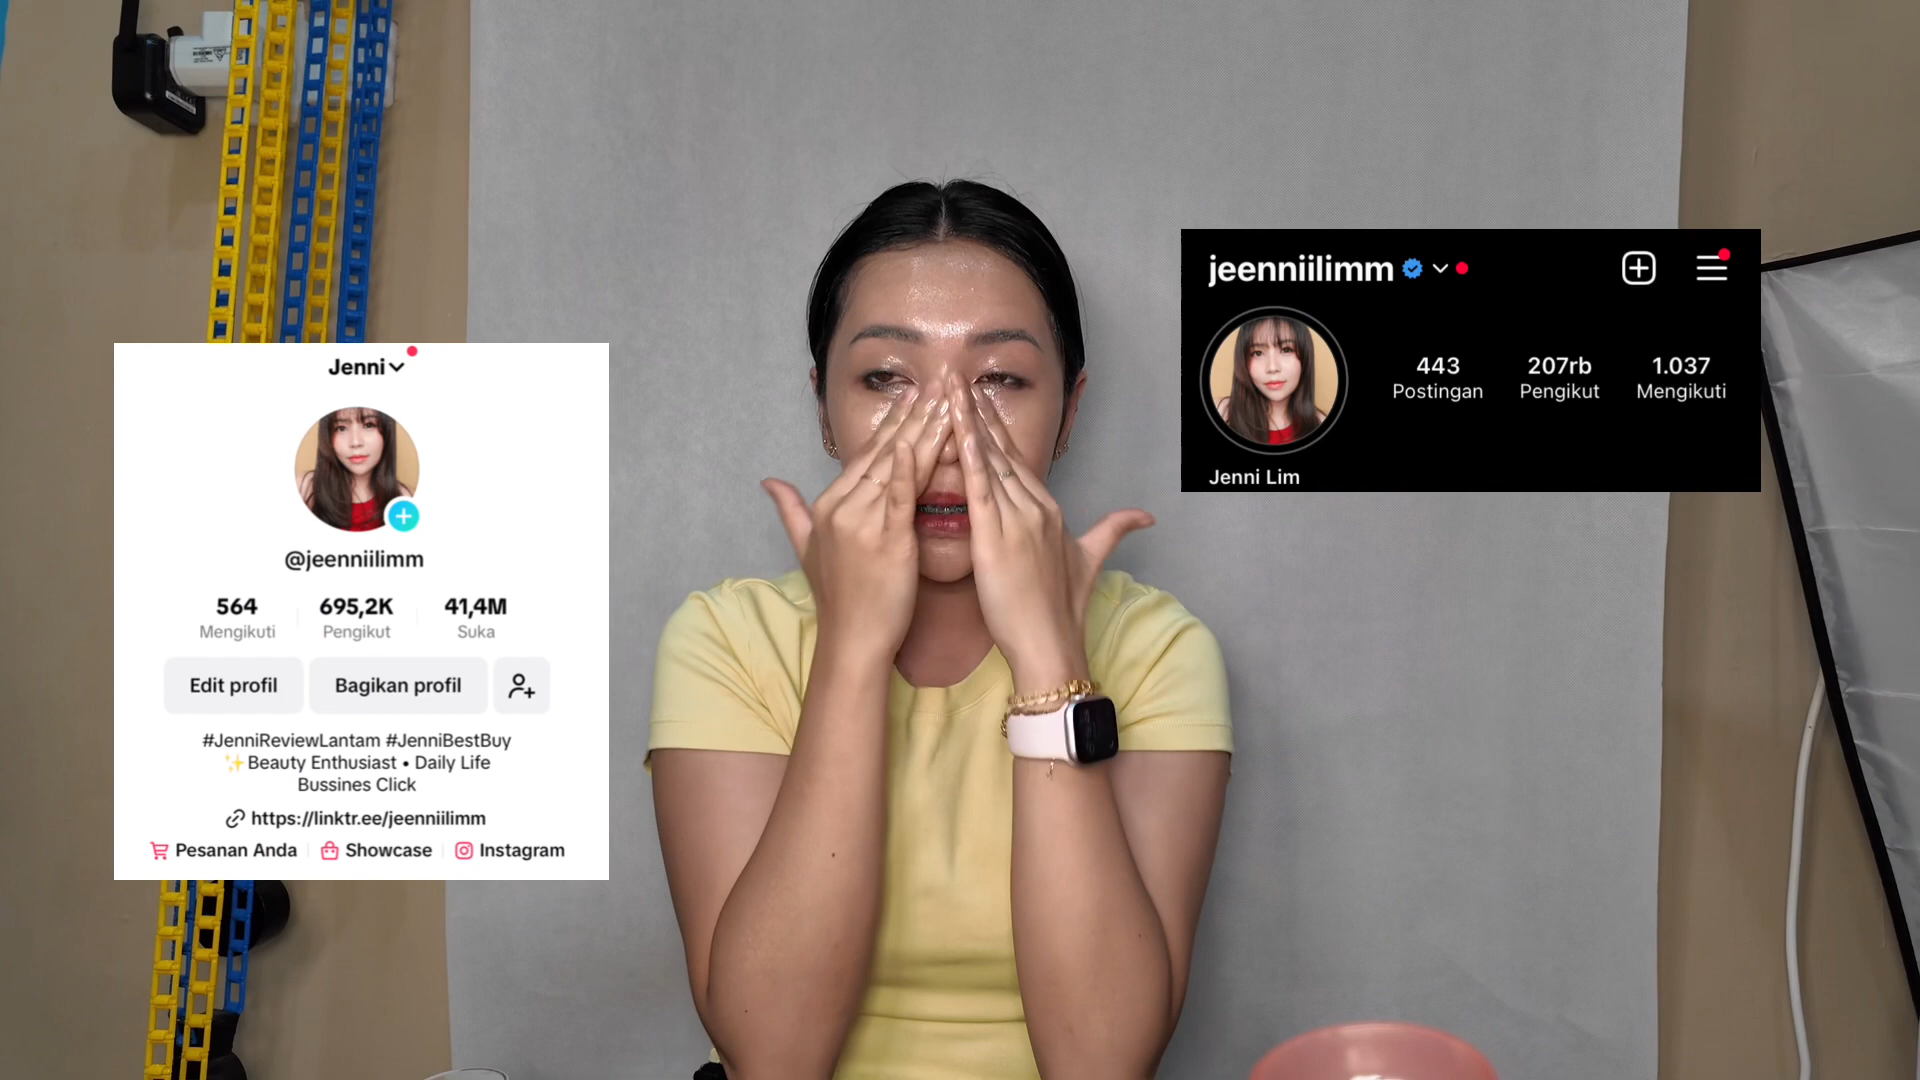 Jenni
@jeenniilimm
564 695,2K 41,4M
Mengikuti Pengikut Suka
Edit profil Bagikan profil
#JenniReviewLantam #JenniBestBuy
✨Beauty Enthusiast • Daily Life
Bussines Click
https://linktr.ee/jeenniilimm
Pesanan Anda Showcase Instagram
jeenniilimm
443 207rb 1.037
Postingan Pengikut Mengikuti
Jenni Lim